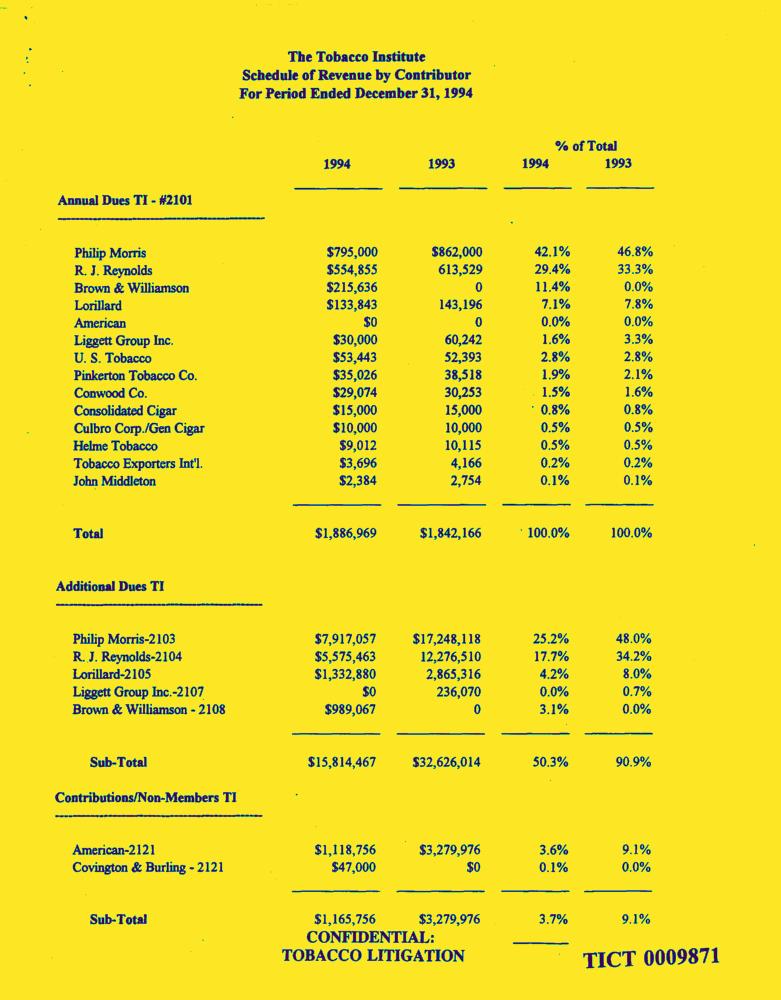 The Tobacco Institute
Schedule of Revenue by Contributor
For Period Ended December 31, 1994
% of Total
1994 1993 1994 1993
Annual Dues TI - #2101
Philip Morris $795,000 $862,000 42.1% 46.8%
R. J. Reynolds $554,855 613,529 29.4% 33.3%
Brown & Williamson $215,636 0 11.4% 0.0%
Lorillard $133,843 143,196 7.1% 7.8%
American $0 0 0.0% 0.0%
Liggett Group Inc. $30,000 60,242 1.6% 3.3%
U. S. Tobacco $53,443 52,393 2.8% 2.8%
Pinkerton Tobacco Co. $35,026 38,518 1.9% 2.1%
Conwood Co. $29,074 30,253 1.5% 1.6%
Consolidated Cigar $15,000 15,000 0.8% 0.8%
Culbro Corp./Gen Cigar $10,000 10,000 0.5% 0.5%
Helme Tobacco $9,012 10,115 0.5% 0.5%
Tobacco Exporters Int'l. $3,696 4,166 0.2% 0.2%
John Middleton $2,384 2,754 0.1% 0.1%
Total $1,886,969 $1,842,166 100.0% 100.0%
Additional Dues TI
Philip Morris-2103 $7,917,057 $17,248,118 25.2% 48.0%
R. J. Reynolds-2104 $5,575,463 12,276,510 17.7% 34.2%
Lorillard-2105 $1,332,880 2,865,316 4.2% 8.0%
Liggett Group Inc.-2107 $0 236,070 0.0% 0.7%
Brown & Williamson - 2108 $989,067 0 3.1% 0.0%
Sub-Total $15,814,467 $32,626,014 50.3% 90.9%
Contributions/Non-Members TI
American-2121 $1,118,756 $3,279,976 3.6% 9.1%
Covington & Burling - 2121 $47,000 $0 0.1% 0.0%
Sub-Total $1,165,756 $3,279,976 3.7% 9.1%
CONFIDENTIAL:
TOBACCO LITIGATION
TICT 0009871